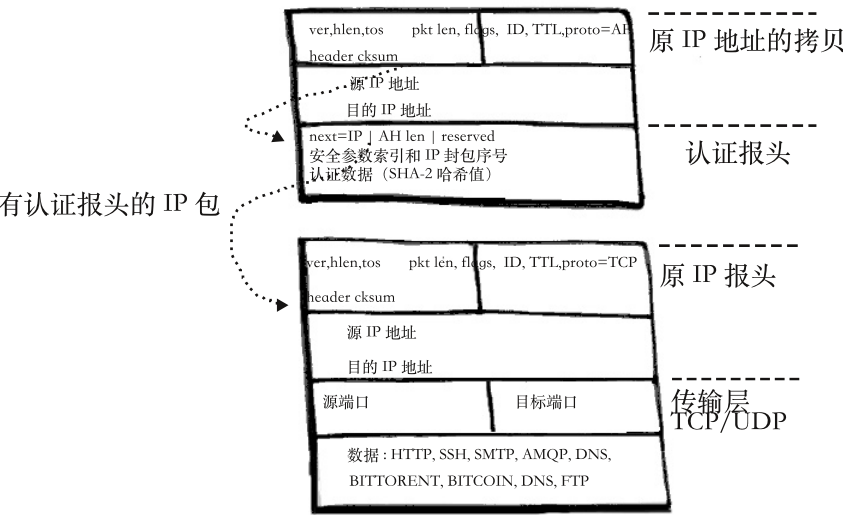 ver,hlen,tos pkt len, flags, ID, TTL,proto=AH
原 IP 地址的拷贝
header cksum
源 IP 地址
目的 IP 地址
next=IP | AH len | reserved
认证报头
安全参数索引和 IP 封包序号
认证数据（SHA-2 哈希值）
有认证报头的 IP 包
ver,hlen,tos pkt len, flags, ID, TTL,proto=TCP
原 IP 报头
header cksum
源 IP 地址
目的 IP 地址
源端口 目标端口
传输层
TCP/UDP
数据 : HTTP, SSH, SMTP, AMQP, DNS,
BITTORENT, BITCOIN, DNS, FTP